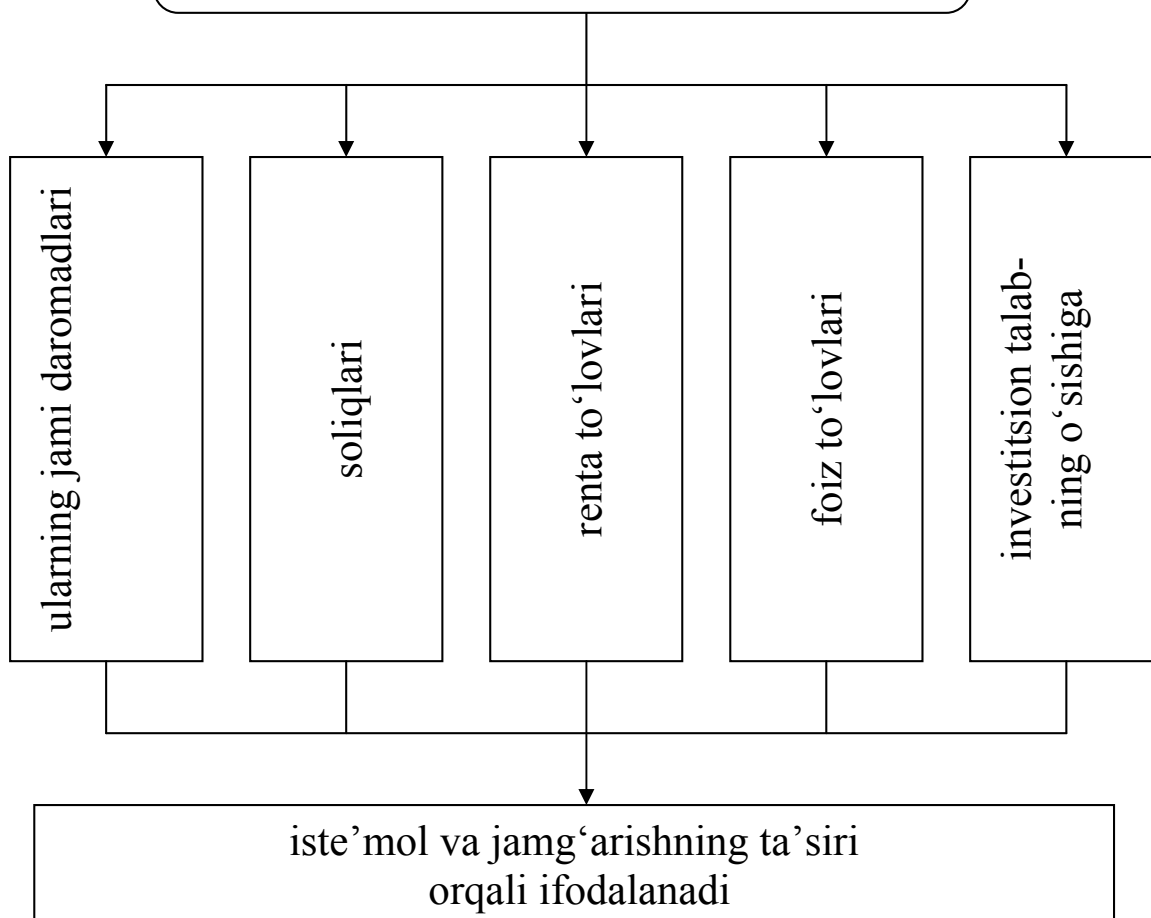 ularning jami daromadlari
soliqlari
renta to‘lovlari
foiz to‘lovlari
investitsion talab-
ning o‘sishiga
iste’mol va jamg‘arishning ta’siri
orqali ifodalanadi